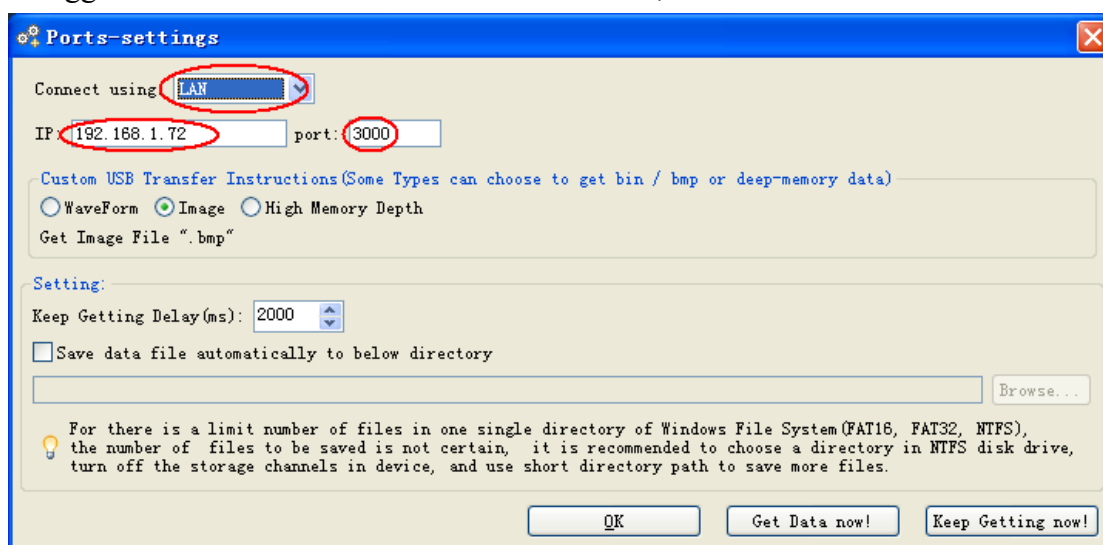 Ports-settings
Connect using LAN
IP: 192.168.1.72 port: 3000
Custom USB Transfer Instructions(Some Types can choose to get bin / bmp or deep-memory data)
WaveForm Image High Memory Depth
Get Image File ".bmp"
Setting:
Keep Getting Delay(ms): 2000
Save data file automatically to below directory
Browse...
For there is a limit number of files in one single directory of Windows File System(FAT16, FAT32, NTFS),
the number of files to be saved is not certain, it is recommended to choose a directory in NTFS disk drive,
turn off the storage channels in device, and use short directory path to save more files.
OK Get Data now! Keep Getting now!